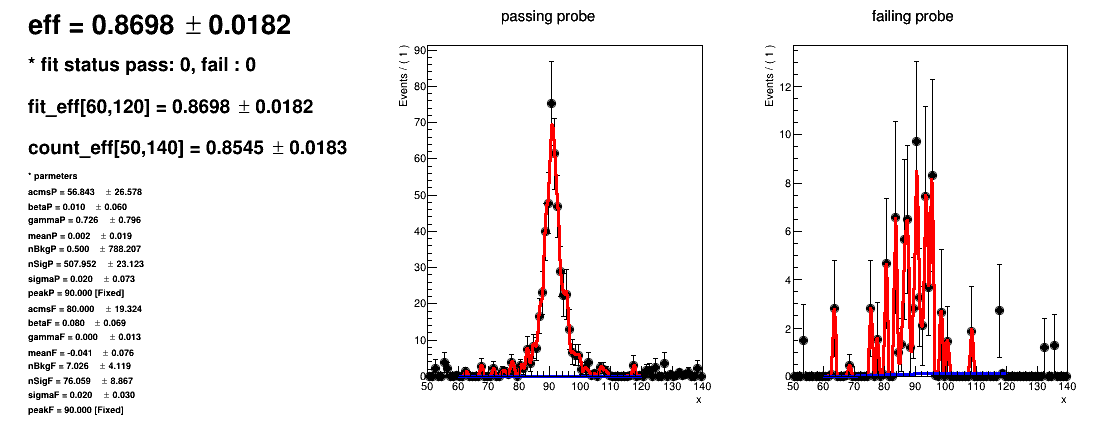 eff = 0.8698 ± 0.0182
* fit status pass: 0, fail : 0
fit_eff[60,120] = 0.8698 ± 0.0182
count_eff[50,140] = 0.8545 ± 0.0183
* parmeters
acmsP = 56.843 ± 26.578
betaP = 0.010 ± 0.060
gammaP = 0.726 ± 0.796
meanP = 0.002 ± 0.019
nBkgP = 0.500 ± 788.207
nSigP = 507.952 ± 23.123
sigmaP = 0.020 ± 0.073
peakP = 90.000 [Fixed]
acmsF = 80.000 ± 19.324
betaF = 0.080 ± 0.069
gammaF = 0.000 ± 0.013
meanF = -0.041 ± 0.076
nBkgF = 7.026 ± 4.119
nSigF = 76.059 ± 8.867
sigmaF = 0.020 ± 0.030
peakF = 90.000 [Fixed]
passing probe
Events / ( 1 )
90
80
70
60
50
40
30
20
10
0
50 60 70 80 90 100 110 120 130 140
x
failing probe
Events / ( 1 )
12
10
8
6
4
2
0
50 60 70 80 90 100 110 120 130 140
x